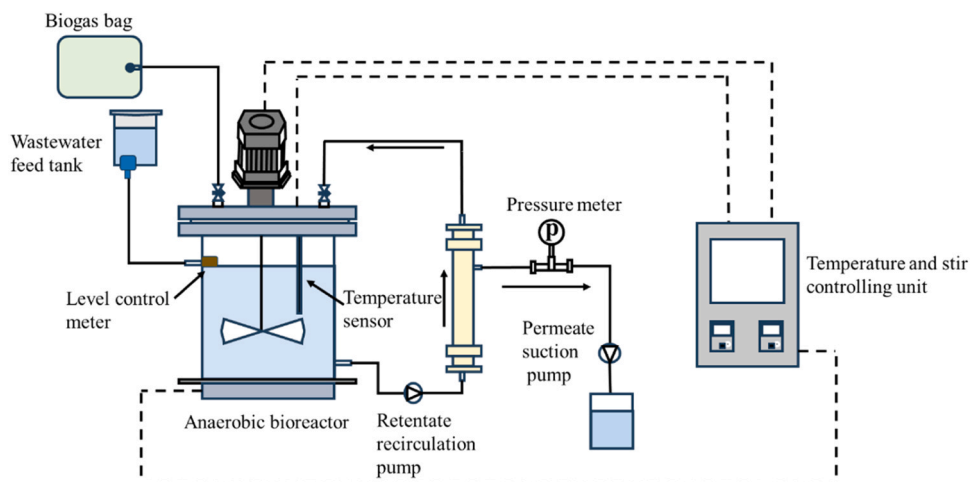 Biogas bag
Wastewater
feed tank
Pressure meter
p
Temperature and stir
controlling unit
Level control
meter
Temperature
sensor
Permeate
suction
pump
Anaerobic bioreactor
Retentate
recirculation
pump